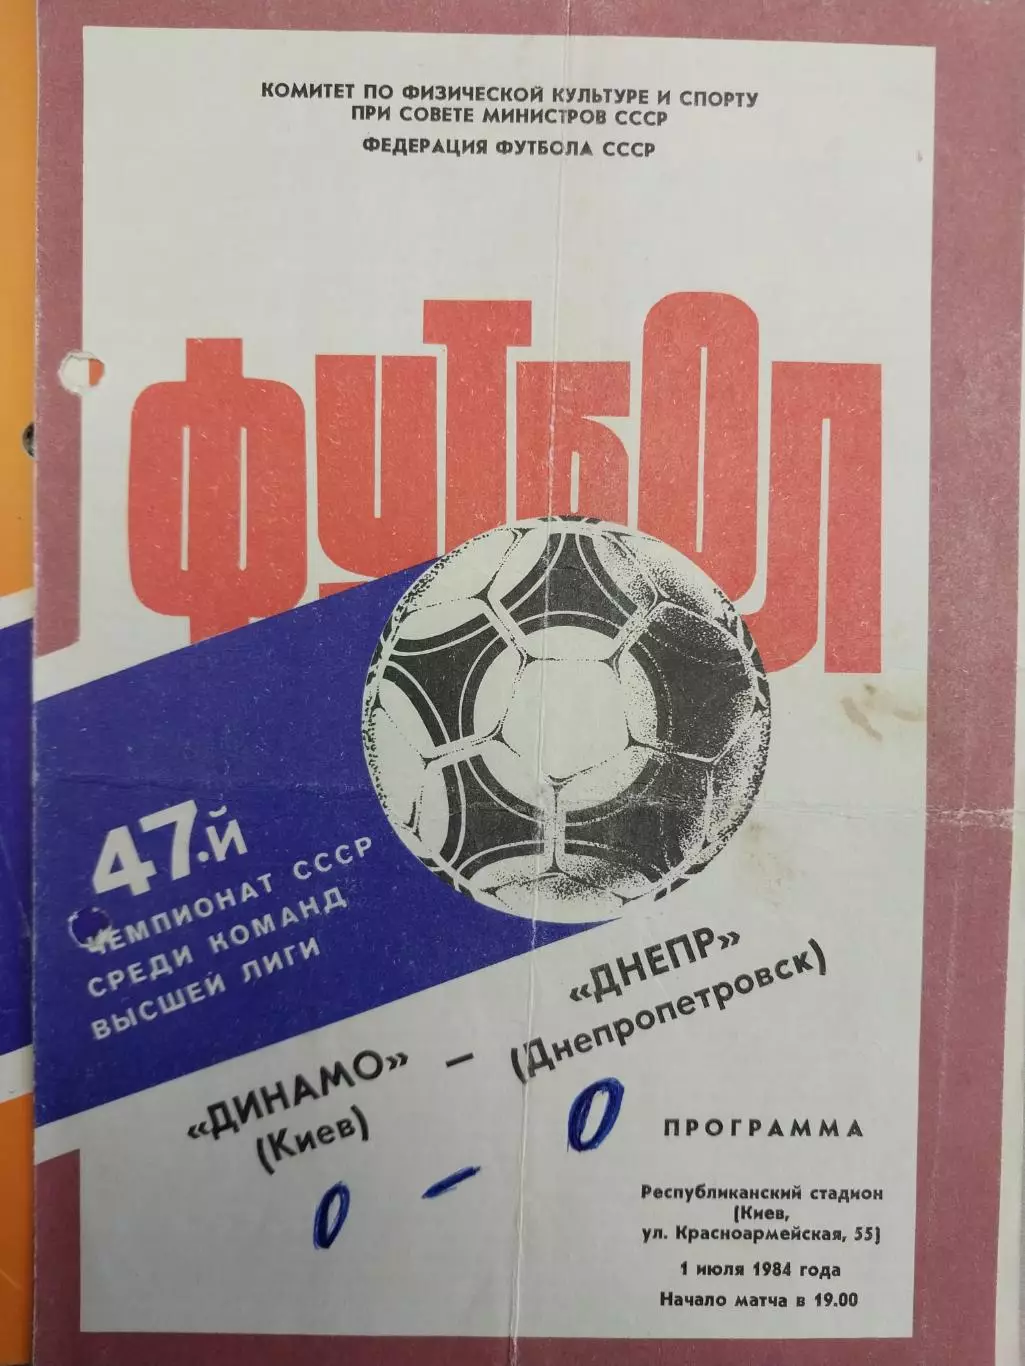 КОМИТЕТ ПО ФИЗИЧЕСКОЙ КУЛЬТУРЕ И СПОРТУ
ПРИ СОВЕТЕ МИНИСТРОВ СССР
ФЕДЕРАЦИЯ ФУТБОЛА СССР
ФУТБОЛ
47-й
ЧЕМПИОНАТ СССР
СРЕДИ КОМАНД
ВЫСШЕЙ ЛИГИ
«ДИНАМО» – «ДНЕПР»
(Киев) (Днепропетровск)
0 – 0
ПРОГРАММА
Республиканский стадион
(Киев,
ул. Красноармейская, 55)
1 июля 1984 года
Начало матча в 19.00